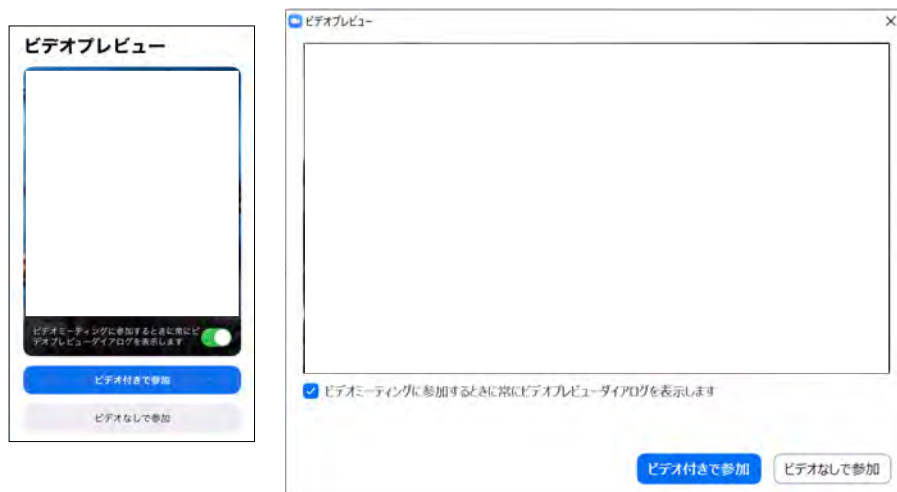 ビデオプレビュー
ビデオミーティングに参加するときに常にビ
デオプレビューダイアログを表示します
ビデオ付きで参加
ビデオなしで参加
ビデオプレビュー
ビデオミーティングに参加するときに常にビデオプレビューダイアログを表示します
ビデオ付きで参加
ビデオなしで参加